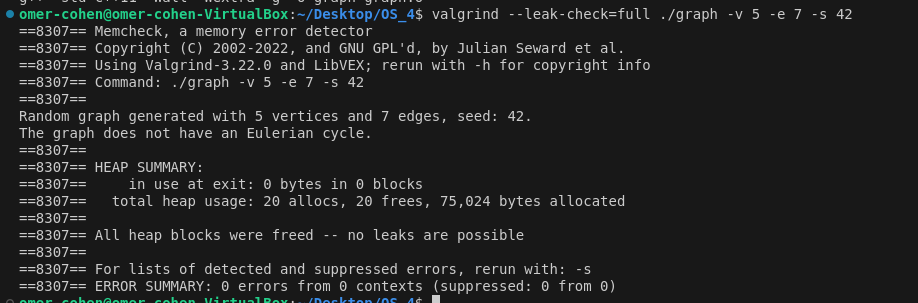 omer-cohen@omer-cohen-VirtualBox:~/Desktop/OS_4$ valgrind --leak-check=full ./graph -v 5 -e 7 -s 42
==8307== Memcheck, a memory error detector
==8307== Copyright (C) 2002-2022, and GNU GPL'd, by Julian Seward et al.
==8307== Using Valgrind-3.22.0 and LibVEX; rerun with -h for copyright info
==8307== Command: ./graph -v 5 -e 7 -s 42
==8307==
Random graph generated with 5 vertices and 7 edges, seed: 42.
The graph does not have an Eulerian cycle.
==8307==
==8307== HEAP SUMMARY:
==8307==     in use at exit: 0 bytes in 0 blocks
==8307==   total heap usage: 20 allocs, 20 frees, 75,024 bytes allocated
==8307==
==8307== All heap blocks were freed -- no leaks are possible
==8307==
==8307== For lists of detected and suppressed errors, rerun with: -s
==8307== ERROR SUMMARY: 0 errors from 0 contexts (suppressed: 0 from 0)
omer-cohen@omer-cohen-VirtualBox:~/Desktop/OS_4$